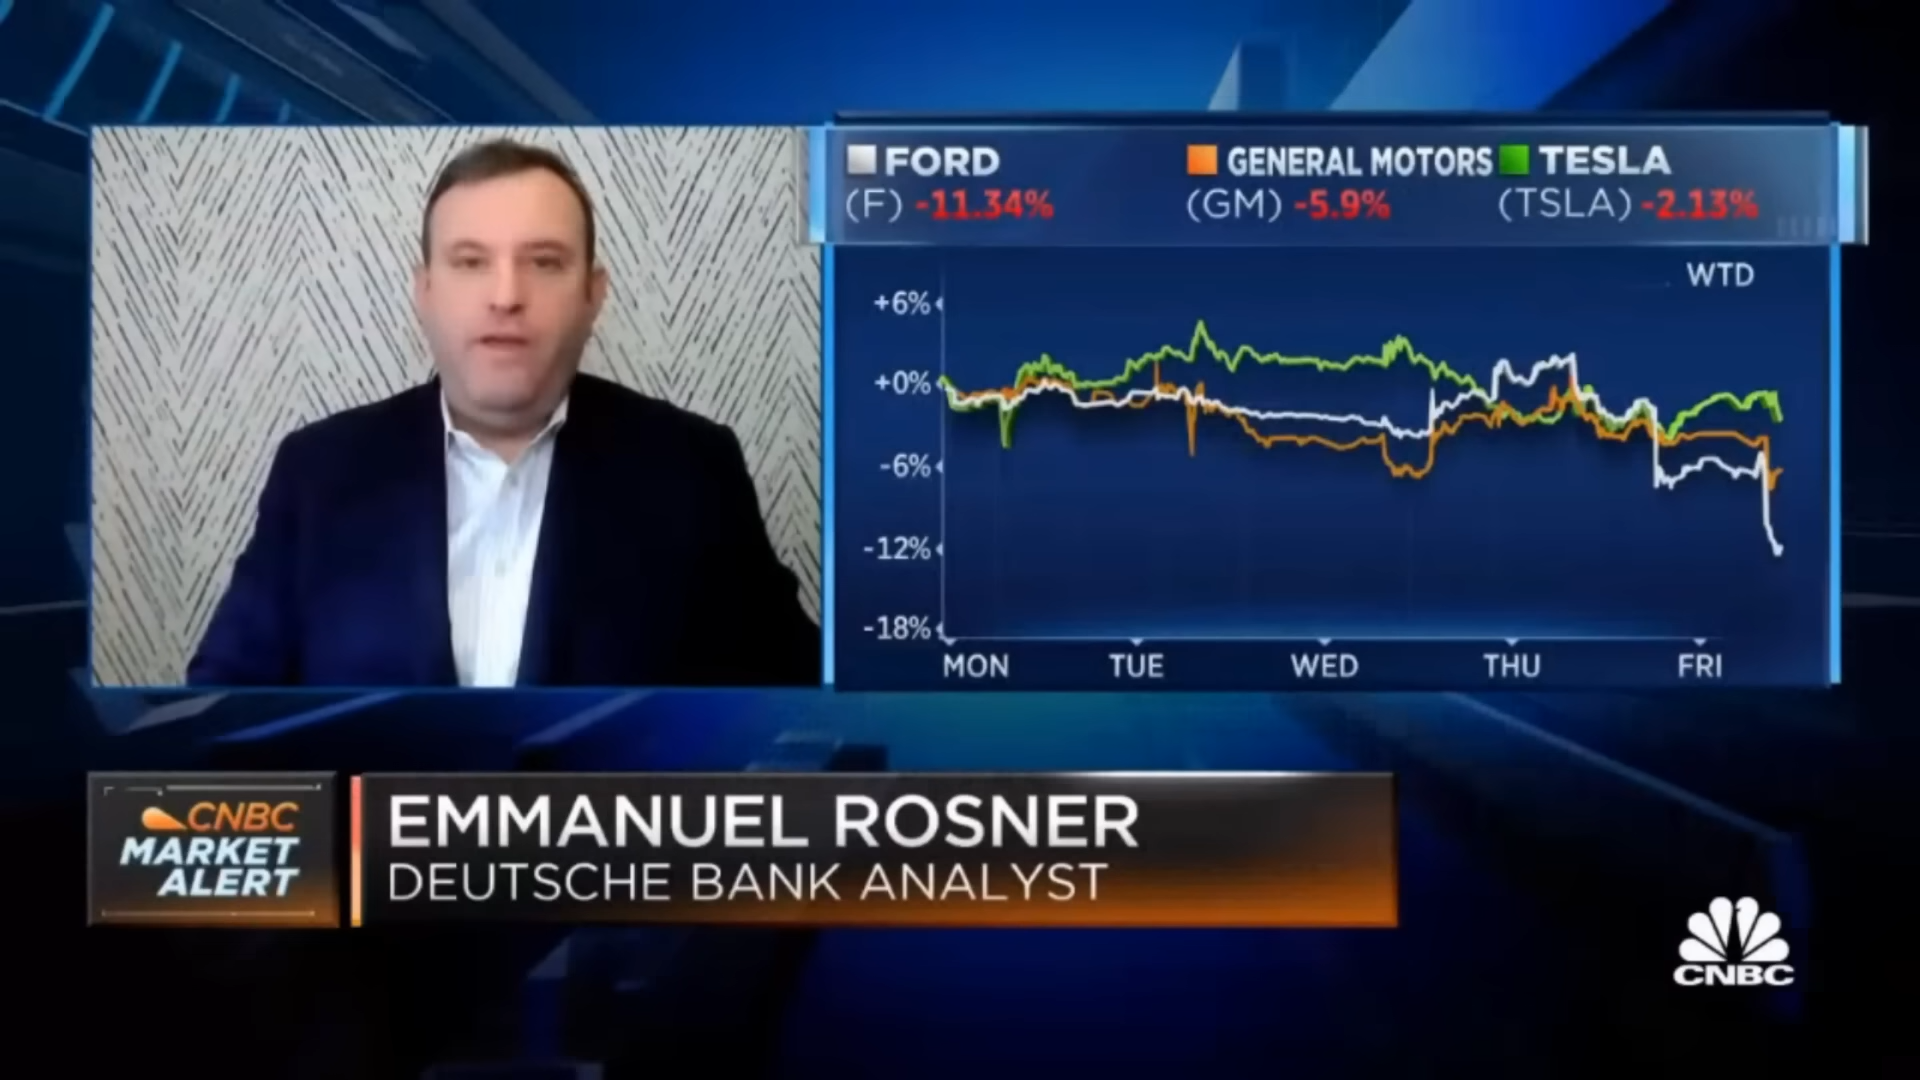 FORD
(F) -11.34%
GENERAL MOTORS
(GM) -5.9%
TESLA
(TSLA) -2.13%
WTD
+6%
+0%
-6%
-12%
-18%
MON TUE WED THU FRI
CNBC
MARKET
ALERT
EMMANUEL ROSNER
DEUTSCHE BANK ANALYST
CNBC